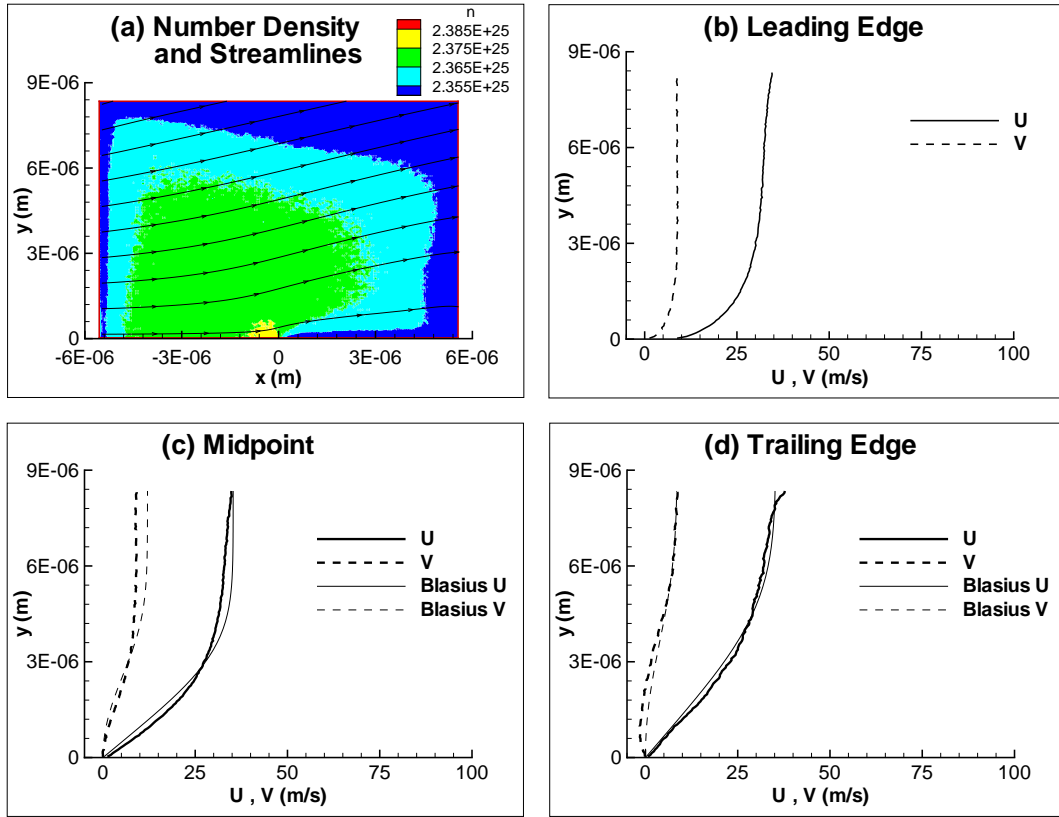 (a) Number Density
and Streamlines
n
2.385E+25
2.375E+25
2.365E+25
2.355E+25
9E-06
6E-06
3E-06
0
y (m)
-6E-06 -3E-06 0 3E-06 6E-06
x (m)
(b) Leading Edge
9E-06
6E-06
3E-06
0
y (m)
U
V
0 25 50 75 100
U , V (m/s)
(c) Midpoint
9E-06
6E-06
3E-06
0
y (m)
U
V
Blasius U
Blasius V
0 25 50 75 100
U , V (m/s)
(d) Trailing Edge
9E-06
6E-06
3E-06
0
y (m)
U
V
Blasius U
Blasius V
0 25 50 75 100
U , V (m/s)